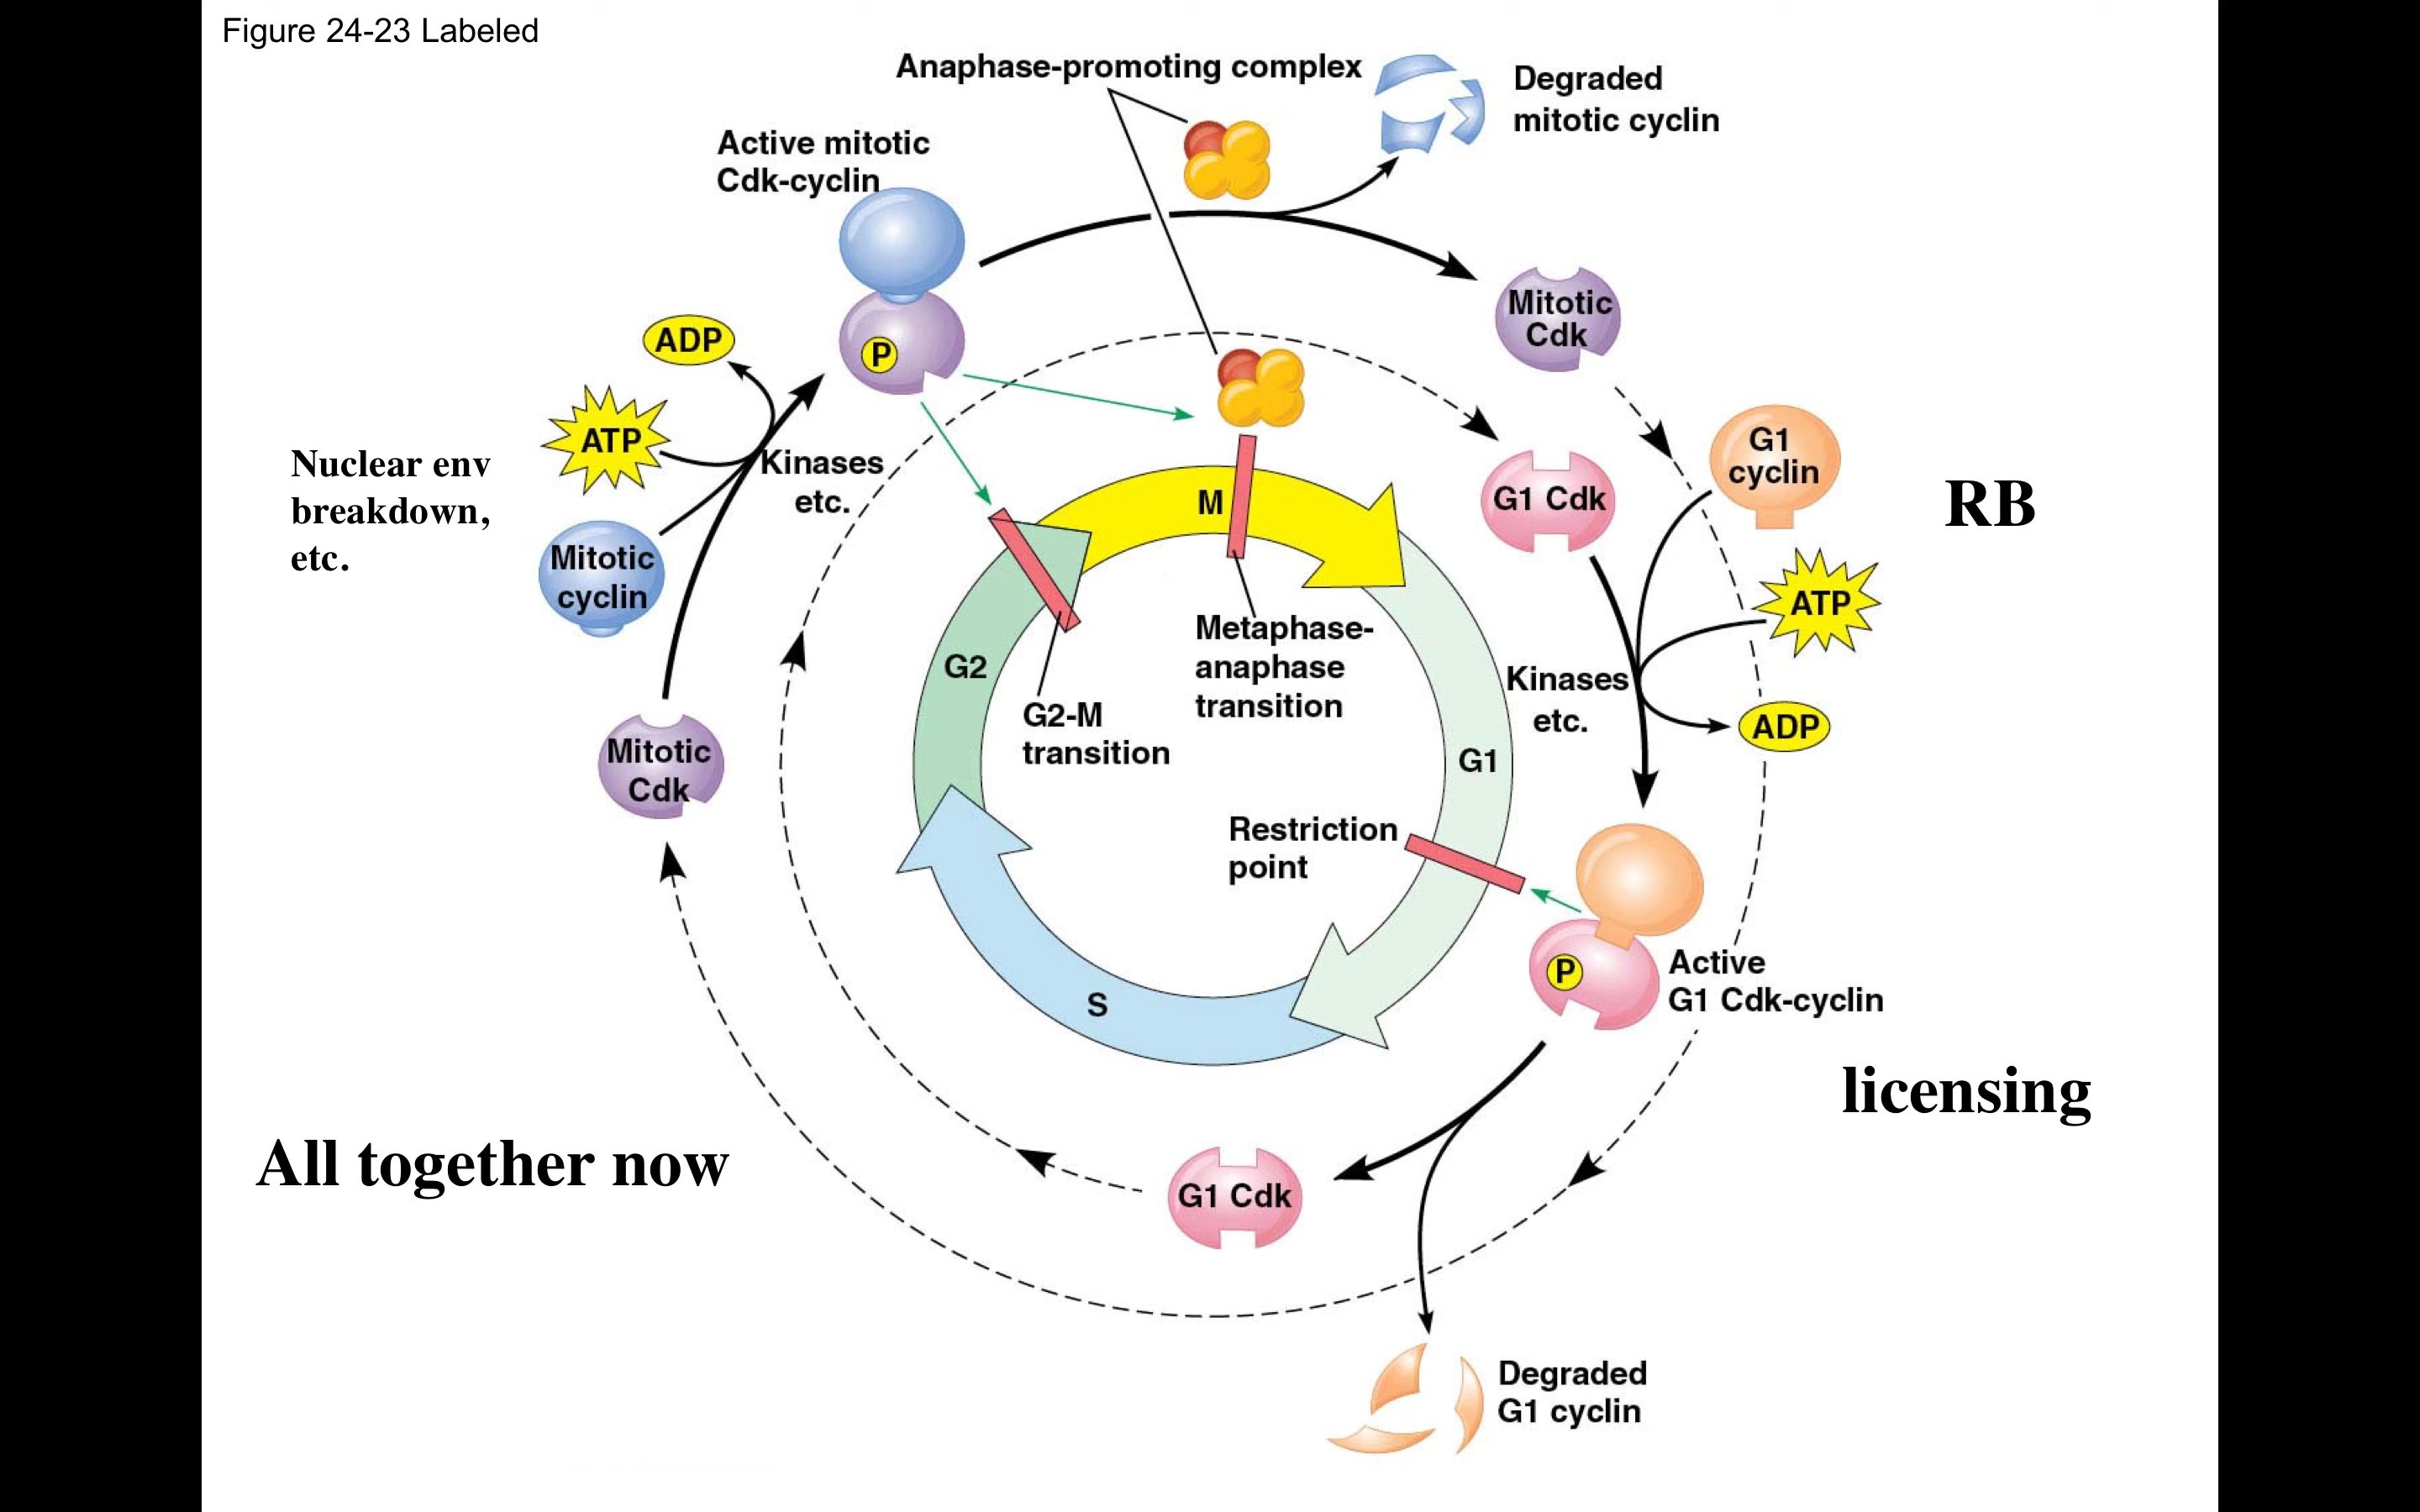 Figure 24-23 Labeled
Anaphase-promoting complex
Degraded
mitotic cyclin
Active mitotic
Cdk-cyclin
P
ADP
ATP
Kinases
etc.
Nuclear env
breakdown,
etc.
Mitotic
cyclin
Mitotic
Cdk
Mitotic
Cdk
G1
cyclin
G1 Cdk
RB
ATP
Kinases
etc.
ADP
M
Metaphase-
anaphase
transition
G2
G2-M
transition
G1
Restriction
point
S
P
Active
G1 Cdk-cyclin
licensing
All together now
G1 Cdk
Degraded
G1 cyclin